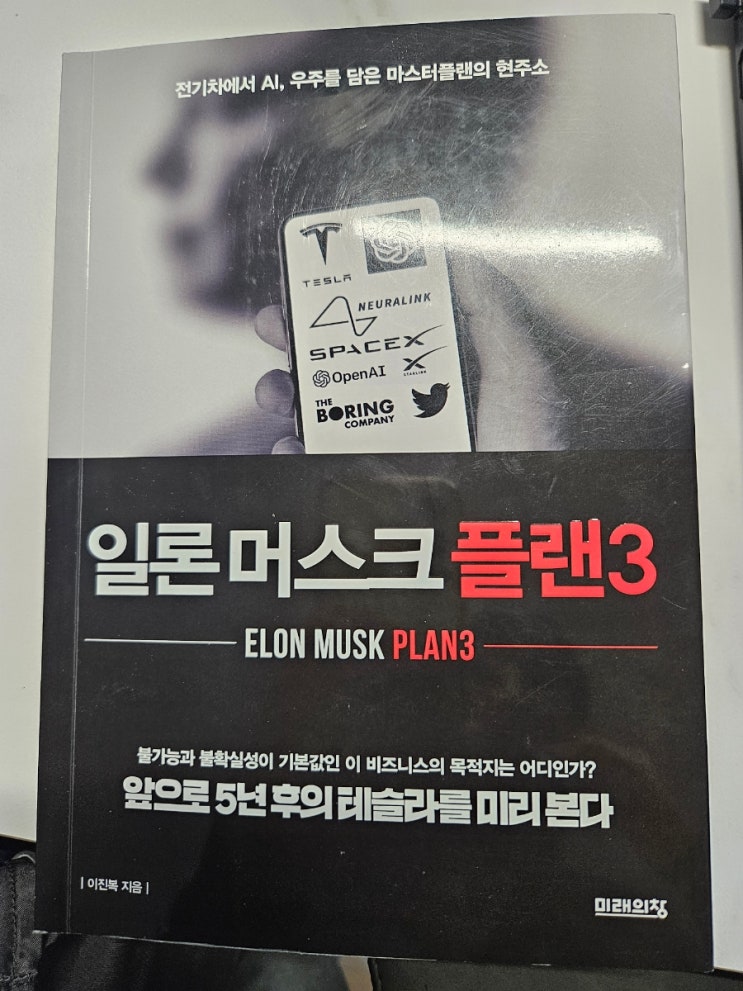 전기차에서 AI, 우주를 담은 마스터플랜의 현주소
TESLA
NEURALINK
SPACEX
OpenAI
STARLINK
THE
BORING
COMPANY
일론 머스크 플랜3
ELON MUSK PLAN3
불가능과 불확실성이 기본값인 이 비즈니스의 목적지는 어디인가?
앞으로 5년 후의 테슬라를 미리 본다
| 이진복 지음 |
미래의창